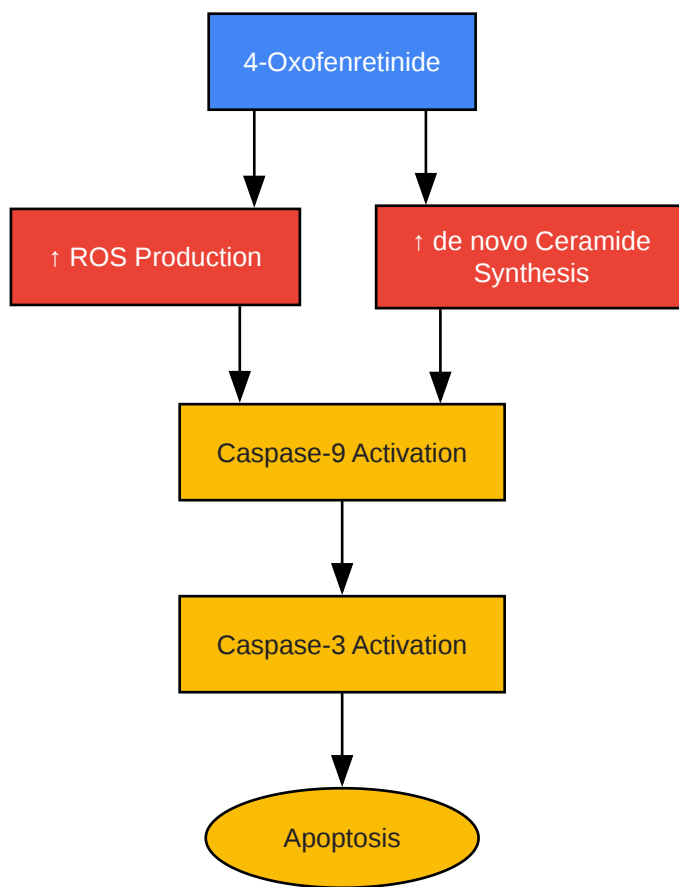 4-Oxofenretinide
↑ ROS Production
↑ de novo Ceramide
Synthesis
Caspase-9 Activation
Caspase-3 Activation
Apoptosis